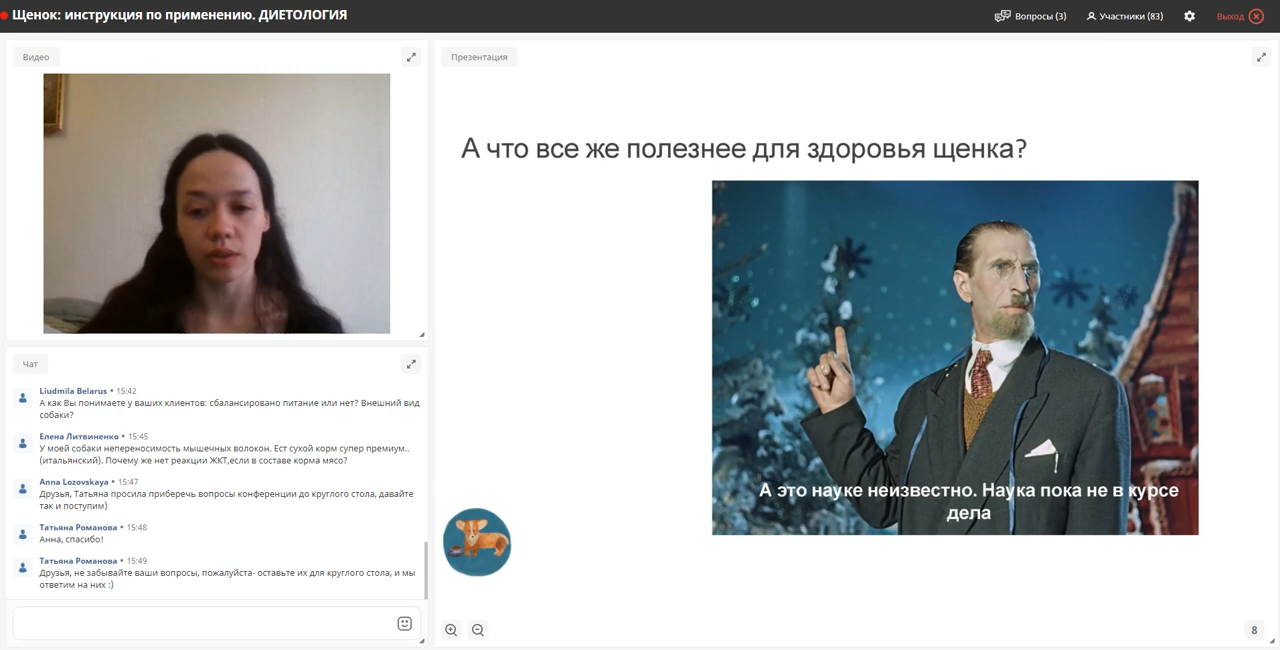 Щенок: инструкция по применению. ДИЕТОЛОГИЯ
Вопросы (3)
Участники (83)
Выход
Видео
Презентация
А что все же полезнее для здоровья щенка?
А это науке неизвестно. Наука пока не в курсе
дела
8
Чат
Liudmila Belarus • 15:42
А как Вы понимаете у ваших клиентов: сбалансировано питание или нет? Внешний вид
собаки?
Елена Литвиненко • 15:45
У моей собаки непереносимость мышечных волокон. Ест сухой корм супер премиум..
(итальянский). Почему же нет реакции ЖКТ,если в составе корма мясо?
Anna Lozovskaya • 15:47
Друзья, Татьяна просила приберечь вопросы конференции до круглого стола, давайте
так и поступим)
Татьяна Романова • 15:48
Анна, спасибо!
Татьяна Романова • 15:49
Друзья, не забывайте ваши вопросы, пожалуйста- оставьте их для круглого стола, и мы
ответим на них :)